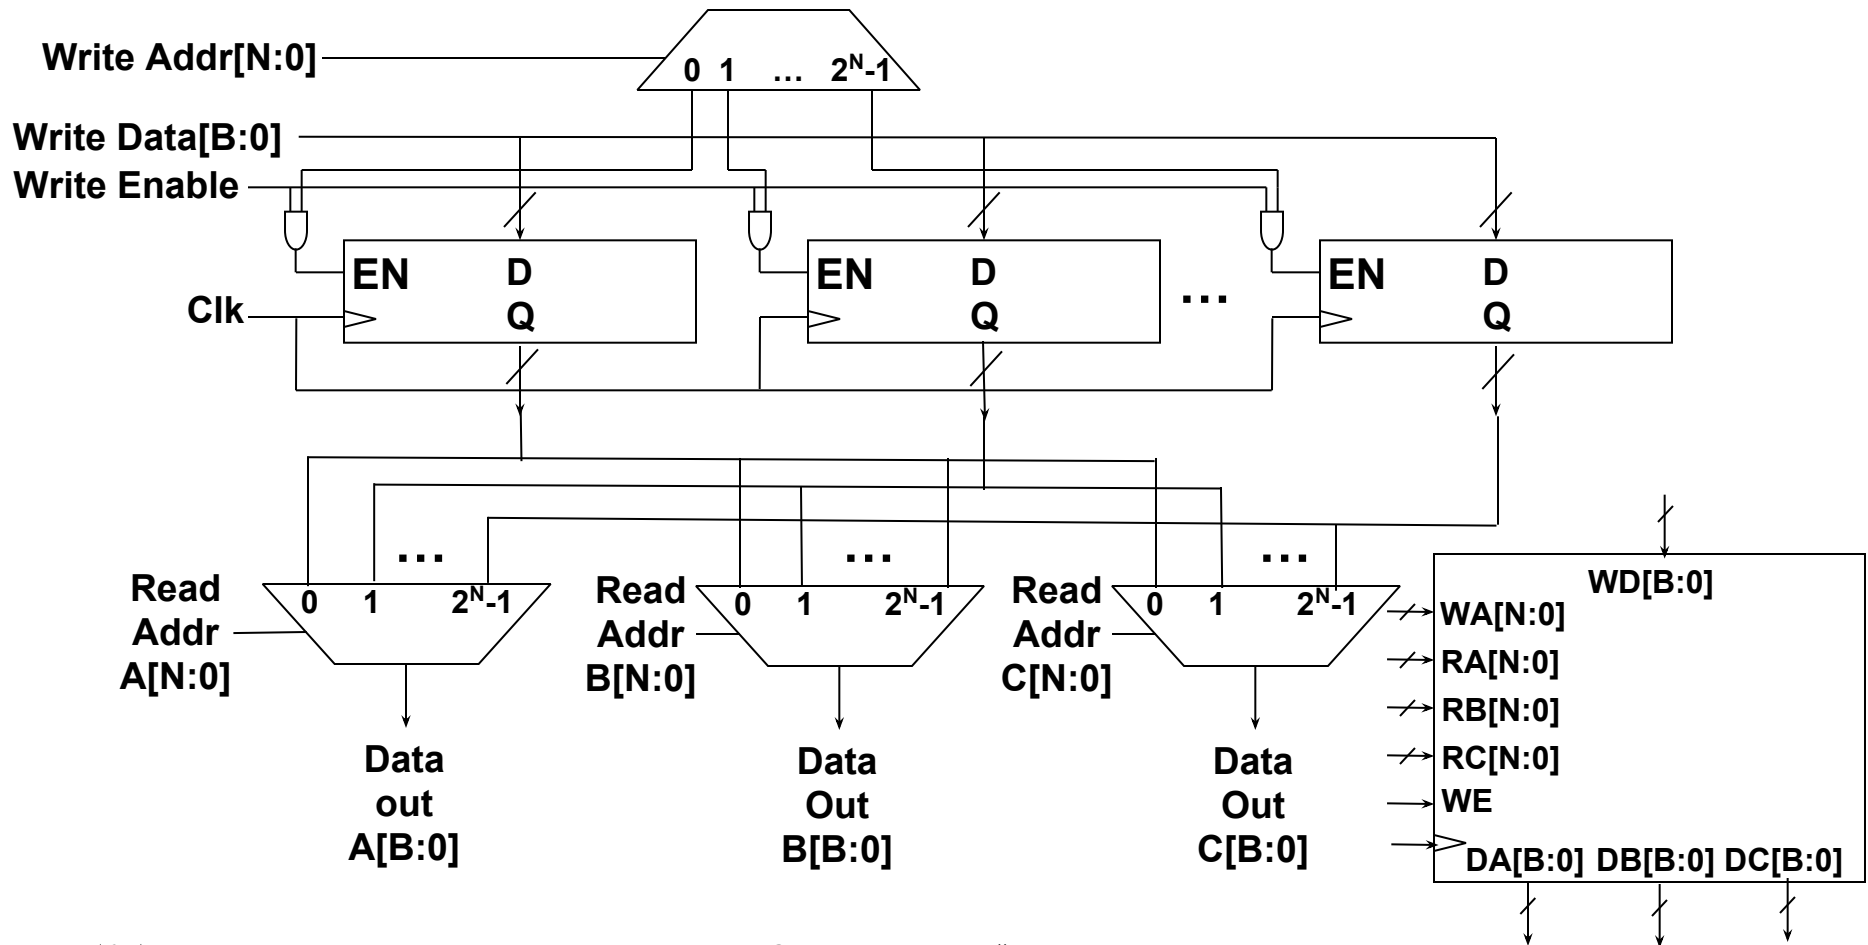 Write Addr[N:0]
0 1 … 2ᴺ-1
Write Data[B:0]
Write Enable
EN D
Q
EN D
Q
…
EN D
Q
Clk
Read
Addr
A[N:0]
0 1 … 2ᴺ-1
Data
out
A[B:0]
Read
Addr
B[N:0]
0 1 … 2ᴺ-1
Data
Out
B[B:0]
Read
Addr
C[N:0]
0 1 … 2ᴺ-1
Data
Out
C[B:0]
WD[B:0]
WA[N:0]
RA[N:0]
RB[N:0]
RC[N:0]
WE
DA[B:0] DB[B:0] DC[B:0]